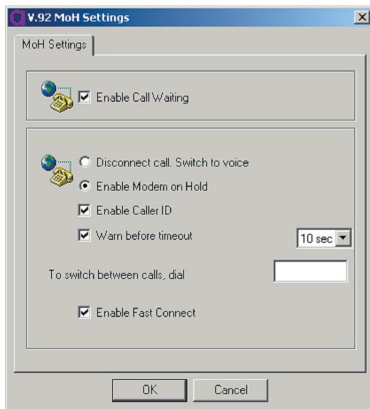 V.92 MoH Settings
MoH Settings
Enable Call Waiting
Disconnect call. Switch to voice
Enable Modem on Hold
Enable Caller ID
Warn before timeout
10 sec
To switch between calls, dial
Enable Fast Connect
OK
Cancel